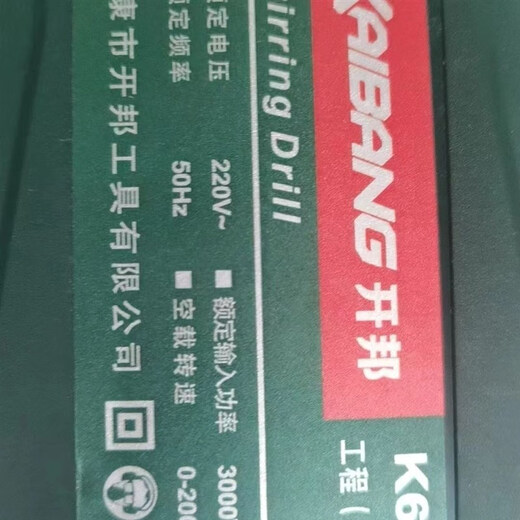 KAIBANG 开邦
K6
工程（
irring Drill
定电压 220V~ ■ 额定输入功率 3000
定频率 50Hz ■ 空载转速 0-200
康市开邦工具有限公司